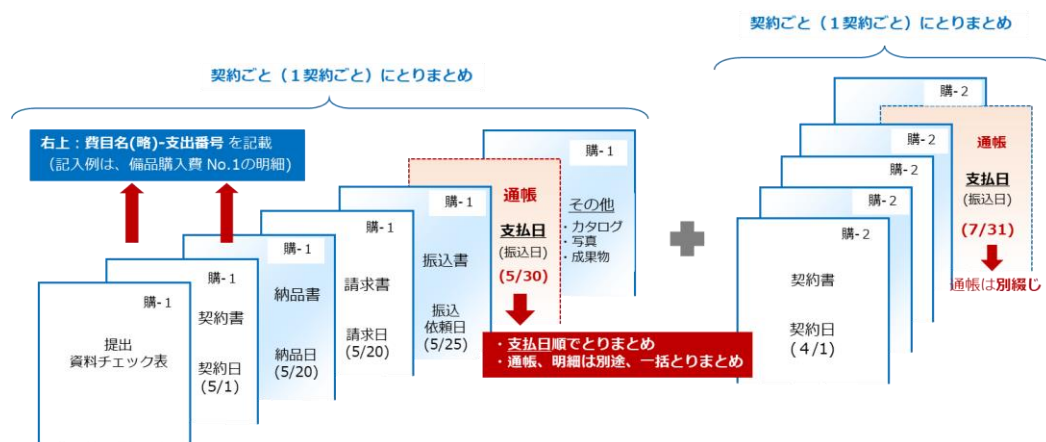 契約ごと（１契約ごと）にとりまとめ
契約ごと（１契約ごと）にとりまとめ
右上：費目名(略)-支出番号 を記載
（記入例は、備品購入費 No.1の明細）
購-１
提出
資料チェック表
購-１
契約書
契約日
(5/1)
購-１
納品書
納品日
(5/20)
購-１
請求書
請求日
(5/20)
購-１
振込書
振込
依頼日
(5/25)
通帳
支払日
(振込日)
(5/30)
購-１
その他
・カタログ
・写真
・成果物
・支払日順でとりまとめ
・通帳、明細は別途、一括とりまとめ
購-２
購-２
購-２
購-２
購-２
契約書
契約日
(４/1)
通帳
支払日
(振込日)
(7/31)
通帳は別綴じ